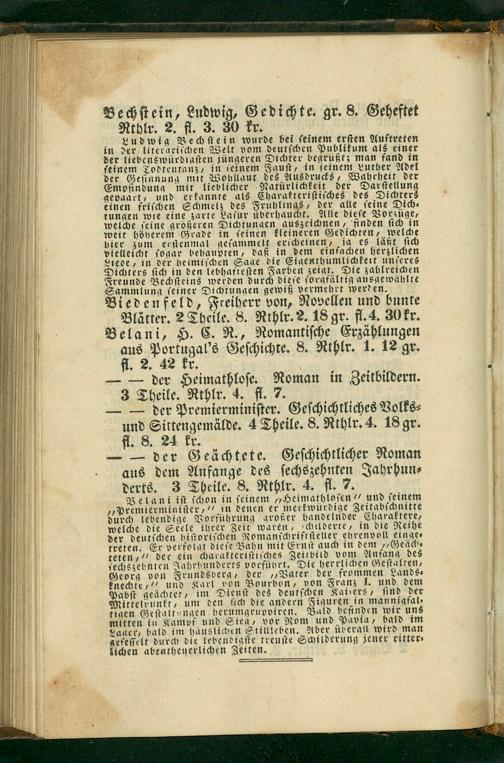 Bechstein, Ludwig, Gedichte. gr. 8. Geheftet
Rthlr. 2. fl. 3. 30 kr.
Ludwig Bechstein wurde bei seinem ersten Auftreten
in der literarischen Welt vom deutschen Publikum als einer
der liebenswürdigsten jüngeren Dichter begrüßt; man fand in
seinem Todtentanz, in seinem Faust, in seinem Luther Adel
der Gesinnung mit Wohllaut des Ausdrucks, Wahrheit der
Empfindung mit lieblicher Natürlichkeit der Darstellung
gepaart, und erkannte als Charakteristisches des Dichters
einen frischen Schmelz des Frühlings, der alle seine Dich-
tungen wie eine zarte Lasur überhaucht. Alle diese Vorzüge,
welche seine größeren Dichtungen auszeichnen, finden sich in
weit höherem Grade in seinen kleineren Gedichten, welche
hier zum erstenmal gesammelt erscheinen, ja es läßt sich
vielleicht sogar behaupten, daß in dem einfachen herzlichen
Liede, in der heimischen Sage die Eigenthümlichkeit unseres
Dichters sich in den lebhaftesten Farben zeigt. Die zahlreichen
Freunde Bechsteins werden durch diese sorgfältig ausgewählte
Sammlung seiner Dichtungen gewiß vermehrt werden.
Biedenfeld, Freiherr von, Novellen und bunte
Blätter. 2 Theile. 8. Rthlr. 2. 18 gr. fl. 4. 30 kr.
Belani, H. C. R., Romantische Erzählungen
aus Portugal's Geschichte. 8. Rthlr. 1. 12 gr.
fl. 2. 42 kr.
— — der Heimathlose. Roman in Zeitbildern.
3 Theile. Rthlr. 4. fl. 7.
— — der Premierminister. Geschichtliches Volks-
und Sittengemälde. 4 Theile. 8. Rthlr. 4. 18 gr.
fl. 8. 24 kr.
— — der Geächtete. Geschichtlicher Roman
aus dem Anfange des sechszehnten Jahrhun-
derts. 3 Theile. 8. Rthlr. 4. fl. 7.
Belani ist schon in seinem „Heimathlosen“ und seinem
„Premierminister,“ in denen er merkwürdige Zeitabschnitte
durch lebendige Vorführung großer handelnder Charaktere,
welche die Seele ihrer Zeit waren, schilderte, in die Reihe
der deutschen historischen Romanschriftsteller ehrenvoll einge-
treten. Er verfolgt diese Bahn mit Ernst auch in dem „Geäch-
teten,“ der ein charakteristisches Zeitbild vom Anfang des
sechszehnten Jahrhunderts vorführt. Die herrlichen Gestalten,
Georg von Frundsberg, der „Vater der frommen Lands-
knechte,“ und Karl von Bourbon, von Franz I. und dem
Pabst geächtet, im Dienst des deutschen Kaisers, sind der
Mittelpunkt, um den sich die andern Figuren in mannigfal-
tigen Gestaltungen herumgruppiren. Bald befinden wir uns
mitten in Kampf und Sieg, vor Rom und Pavia, bald im
Lager, bald im häuslichen Stillleben. Aber überall wird man
gefesselt durch die lebendigste treuste Schilderung jener ritter-
lichen abentheuerlichen Zeiten.